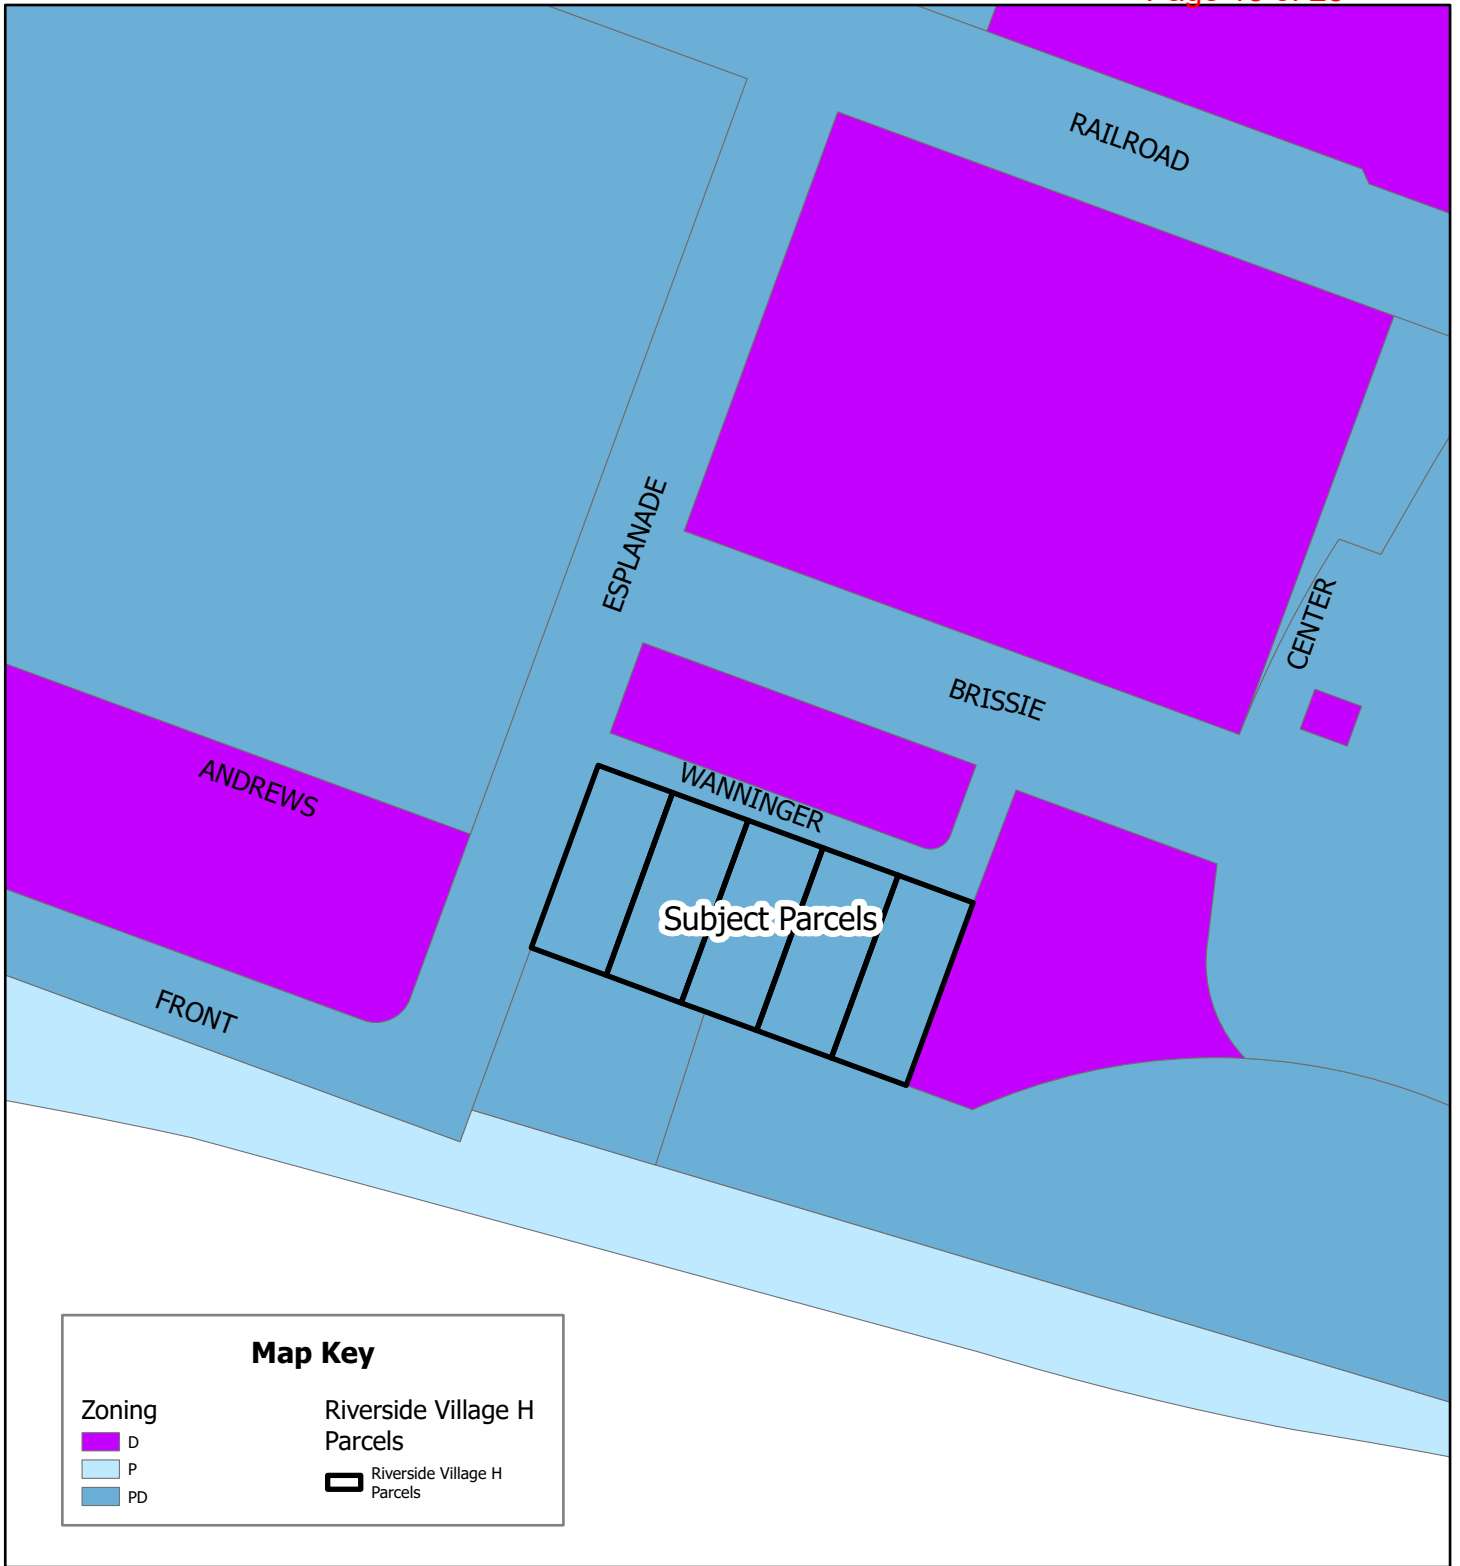 RAILROAD
ESPLANADE
CENTER
BRISSIE
ANDREWS
WANNINGER
Subject Parcels
FRONT
Map Key
Zoning
D
P
PD
Riverside Village H
Parcels
Riverside Village H
Parcels